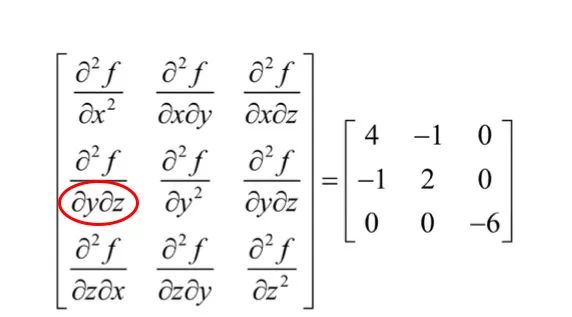 ∂²f/∂x² ∂²f/∂x∂y ∂²f/∂x∂z
∂²f/∂y∂z ∂²f/∂y² ∂²f/∂y∂z
∂²f/∂z∂x ∂²f/∂z∂y ∂²f/∂z²
=
4 −1 0
−1 2 0
0 0 −6